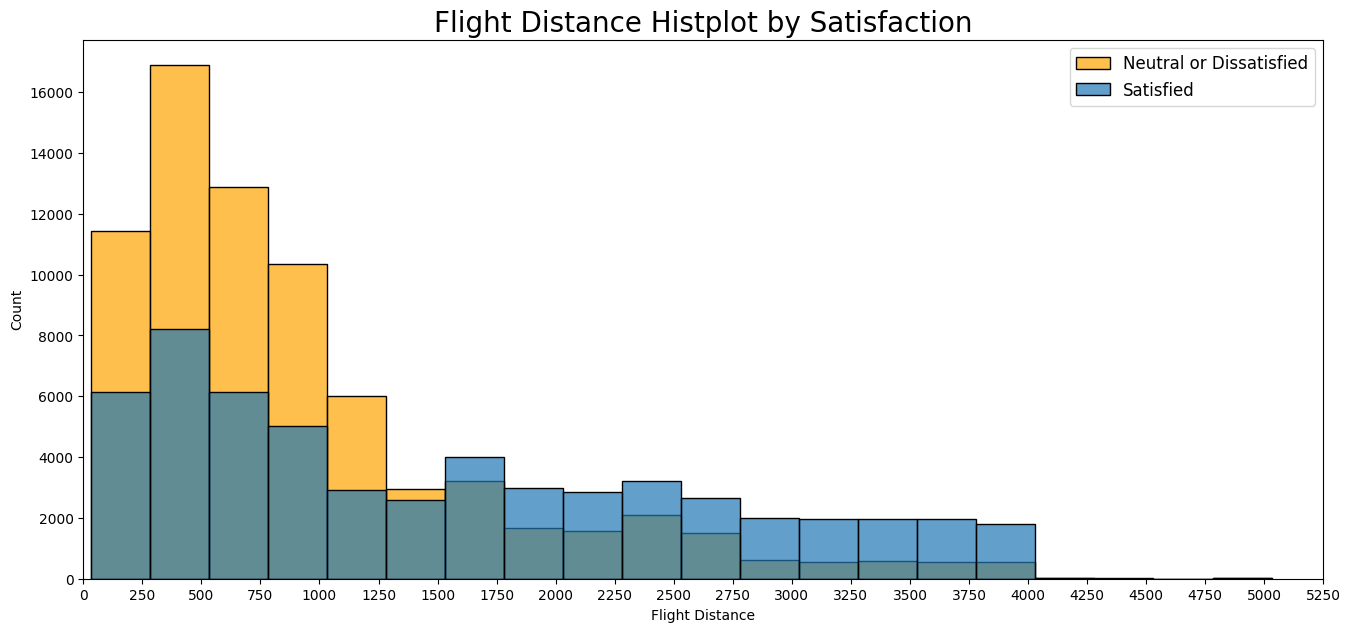 Flight Distance Histplot by Satisfaction
Neutral or Dissatisfied
Satisfied
Count
16000
14000
12000
10000
8000
6000
4000
2000
0
0 250 500 750 1000 1250 1500 1750 2000 2250 2500 2750 3000 3250 3500 3750 4000 4250 4500 4750 5000 5250
Flight Distance